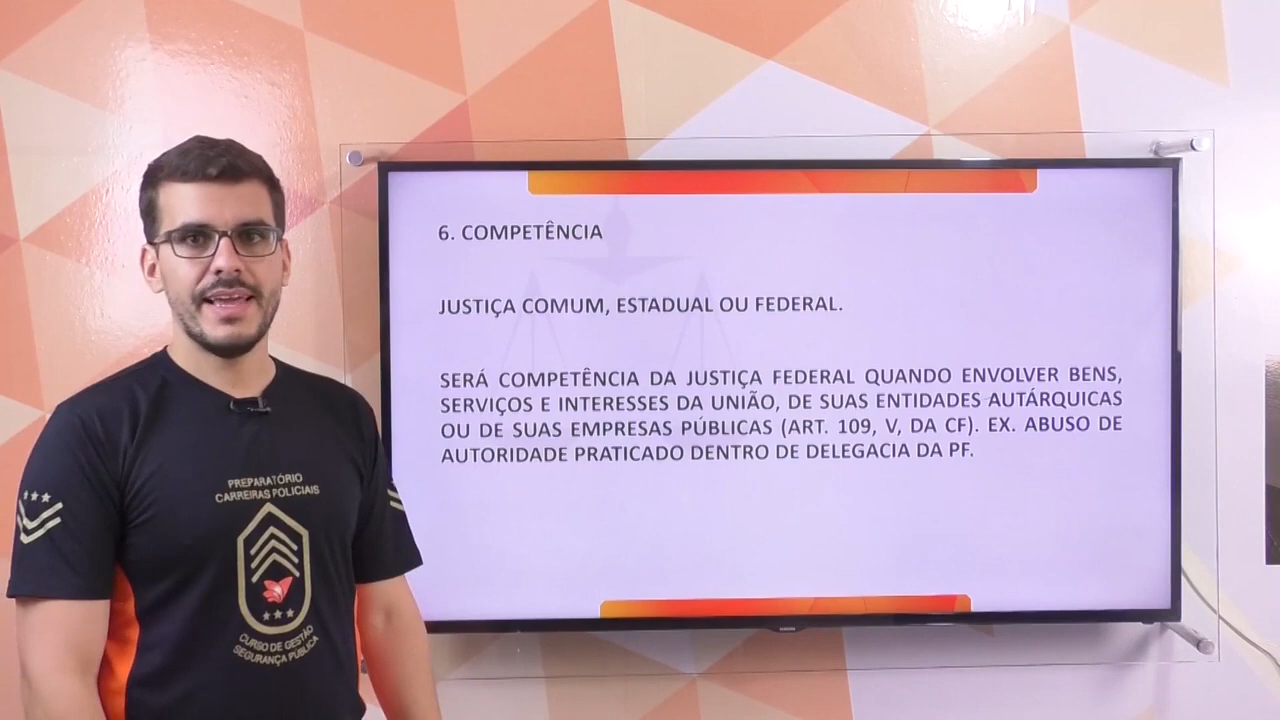 6. COMPETÊNCIA
JUSTIÇA COMUM, ESTADUAL OU FEDERAL.
SERÁ COMPETÊNCIA DA JUSTIÇA FEDERAL QUANDO ENVOLVER BENS,
SERVIÇOS E INTERESSES DA UNIÃO, DE SUAS ENTIDADES AUTÁRQUICAS
OU DE SUAS EMPRESAS PÚBLICAS (ART. 109, V, DA CF). EX. ABUSO DE
AUTORIDADE PRATICADO DENTRO DE DELEGACIA DA PF.
PREPARATÓRIO
CARREIRAS POLICIAIS
CURSO DE GESTÃO
SEGURANÇA PÚBLICA